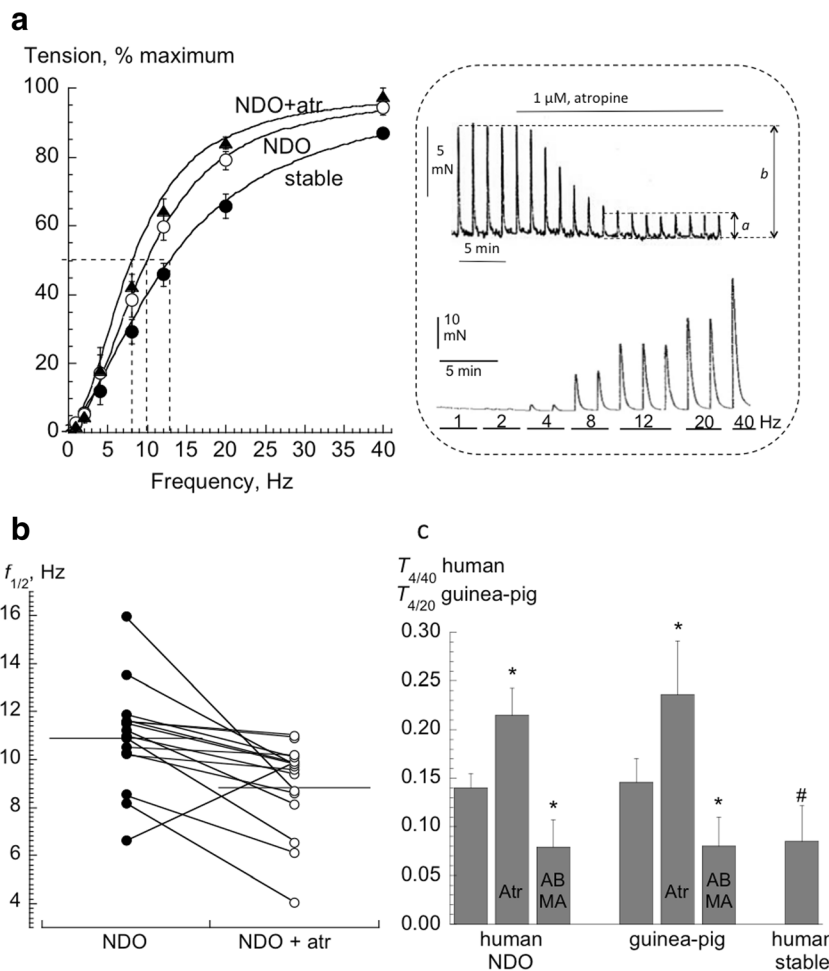 a
Tension, % maximum
100
80
60
40
20
0
0 5 10 15 20 25 30 35 40
Frequency, Hz
NDO+atr
NDO
stable
1 µM, atropine
5
mN
b
a
5 min
10
mN
5 min
1 2 4 8 12 20 40 Hz
b
f1/2, Hz
16
14
12
10
8
6
4
NDO NDO + atr
c
T4/40 human
T4/20 guinea-pig
0.30
0.25
0.20
0.15
0.10
0.05
0.00
*
*
*
*
#
Atr
AB
MA
Atr
AB
MA
human
NDO
guinea-pig
human
stable